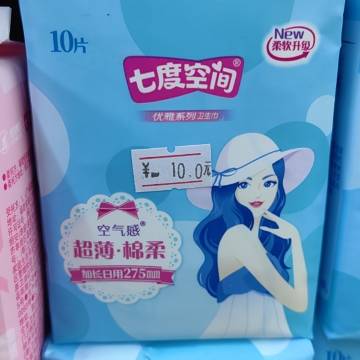 10片
New
柔软升级
七度空间®
优雅系列卫生巾
¥ 10.0元
空气感®
超薄·棉柔
加长日用275mm
10